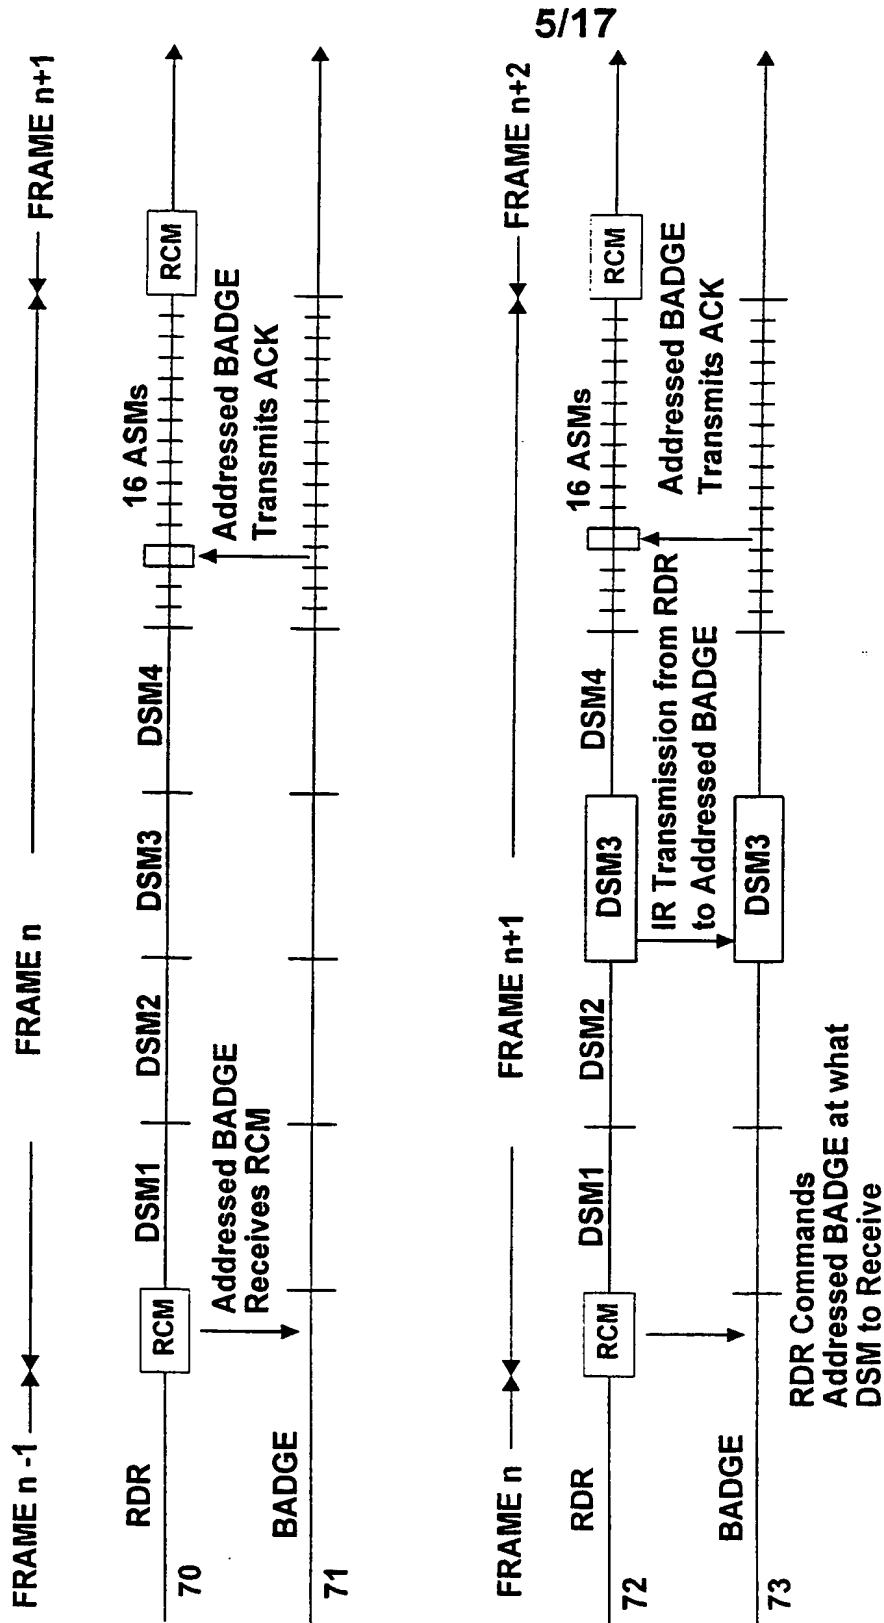 5/17
FRAME n -1
FRAME n
FRAME n+1
RDR
RCM
DSM1
DSM2
DSM3
DSM4
16 ASMs
RCM
70
Addressed BADGE
Receives RCM
Addressed BADGE
Transmits ACK
BADGE
71
FRAME n
FRAME n+1
FRAME n+2
RDR
RCM
DSM1
DSM2
DSM3
DSM4
16 ASMs
RCM
72
IR Transmission from RDR
to Addressed BADGE
Addressed BADGE
Transmits ACK
BADGE
DSM3
73
RDR Commands
Addressed BADGE at what
DSM to Receive